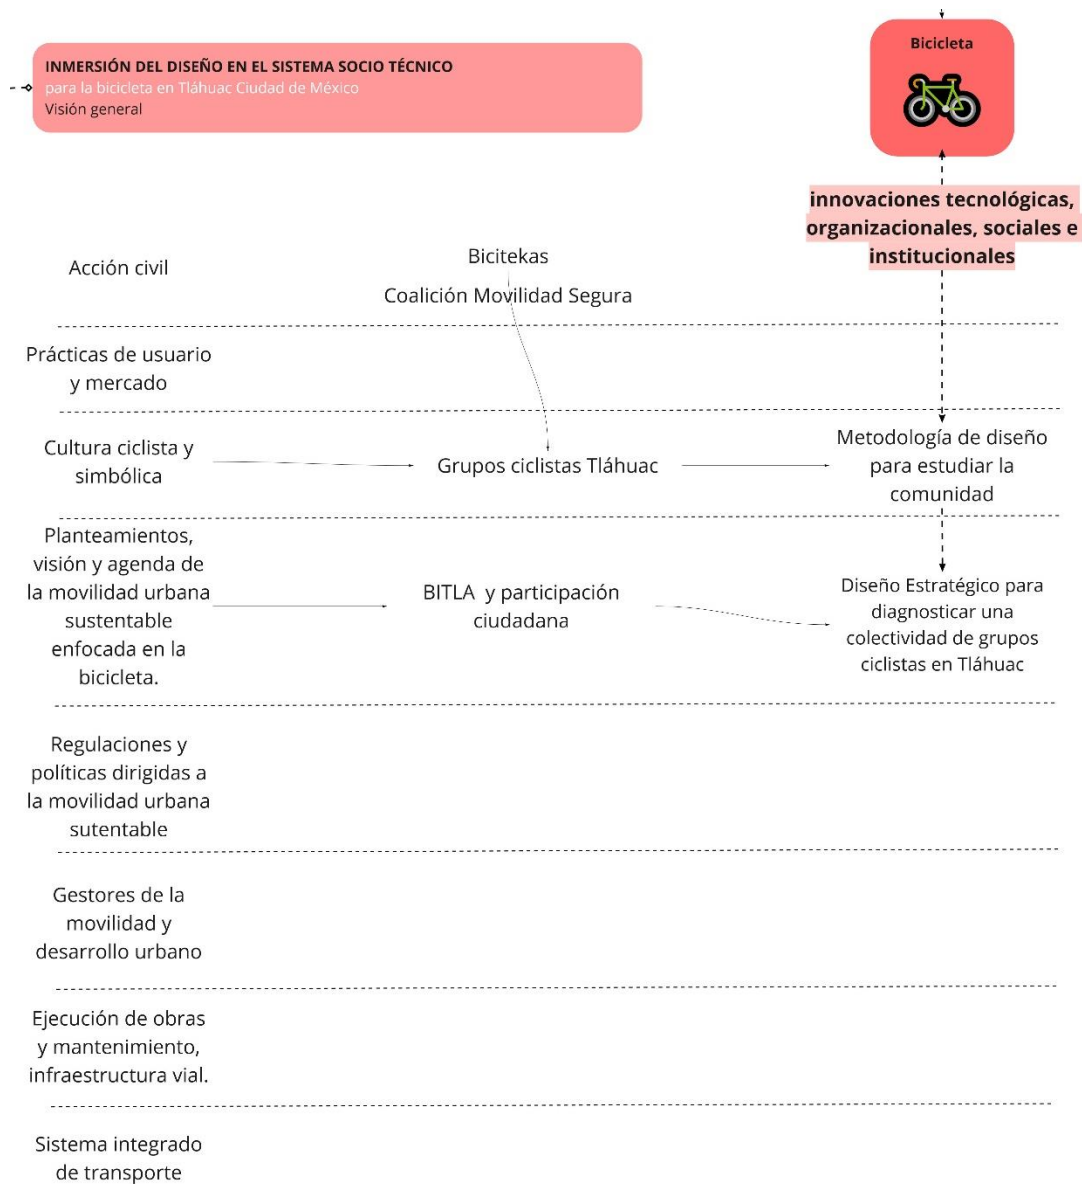 INMERSIÓN DEL DISEÑO EN EL SISTEMA SOCIO TÉCNICO
para la bicicleta en Tláhuac Ciudad de México
Visión general
Bicicleta
innovaciones tecnológicas,
organizacionales, sociales e
institucionales
Acción civil
Bicitekas
Coalición Movilidad Segura
Prácticas de usuario
y mercado
Cultura ciclista y
simbólica
Grupos ciclistas Tláhuac
Metodología de diseño
para estudiar la
comunidad
Planteamientos,
visión y agenda de
la movilidad urbana
sustentable
enfocada en la
bicicleta.
BITLA y participación
ciudadana
Diseño Estratégico para
diagnosticar una
colectividad de grupos
ciclistas en Tláhuac
Regulaciones y
políticas dirigidas a
la movilidad urbana
sutentable
Gestores de la
movilidad y
desarrollo urbano
Ejecución de obras
y mantenimiento,
infraestructura vial.
Sistema integrado
de transporte